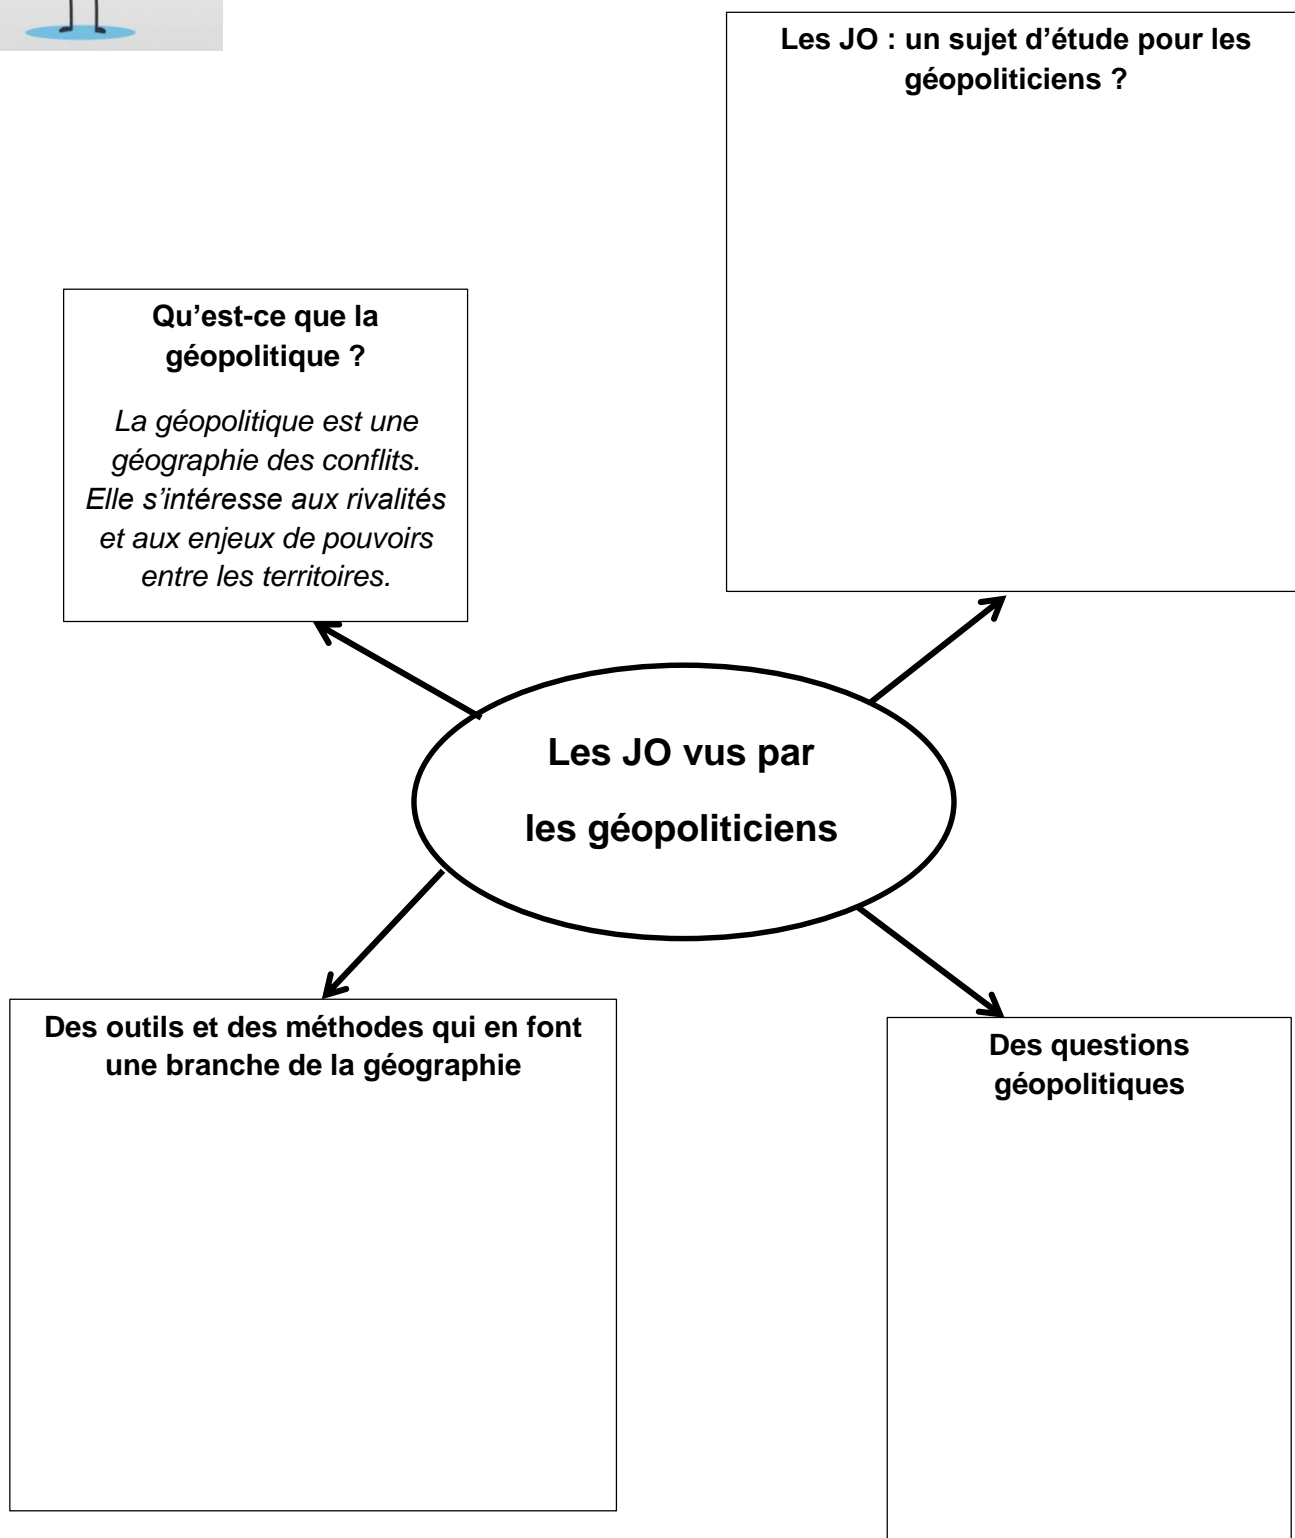 Les JO : un sujet d’étude pour les
géopoliticiens ?
Qu’est-ce que la
géopolitique ?
La géopolitique est une
géographie des conflits.
Elle s’intéresse aux rivalités
et aux enjeux de pouvoirs
entre les territoires.
Les JO vus par
les géopoliticiens
Des outils et des méthodes qui en font
une branche de la géographie
Des questions
géopolitiques